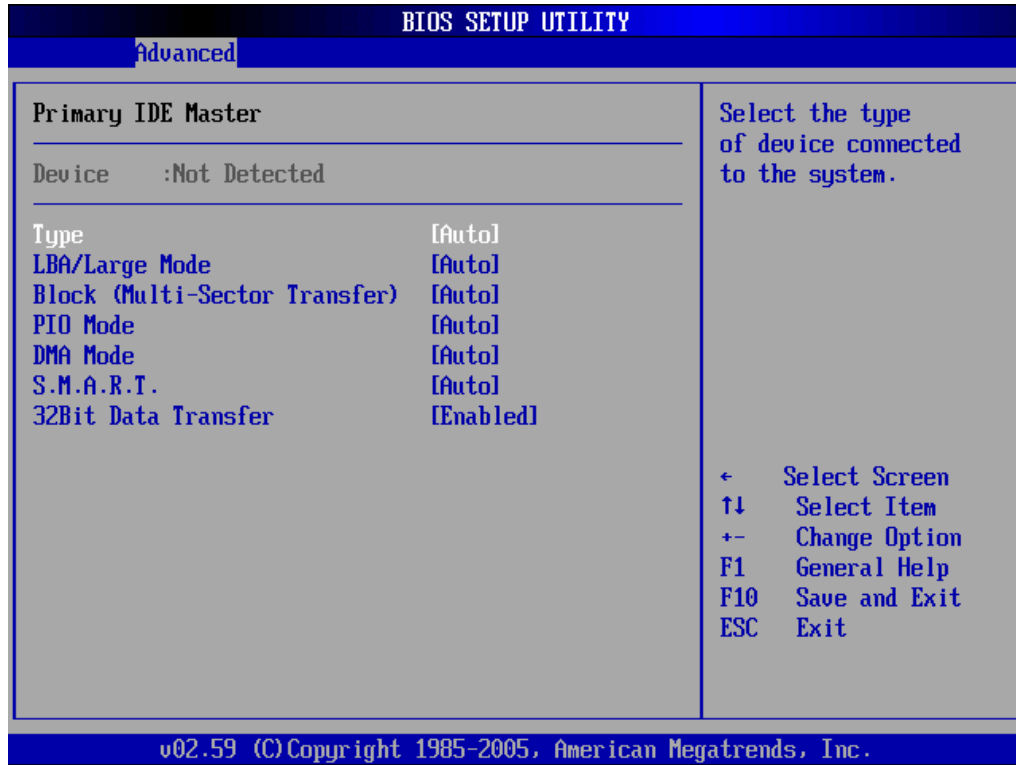 BIOS SETUP UTILITY
Advanced
Primary IDE Master
Device :Not Detected
Type [Auto]
LBA/Large Mode [Auto]
Block (Multi-Sector Transfer) [Auto]
PIO Mode [Auto]
DMA Mode [Auto]
S.M.A.R.T. [Auto]
32Bit Data Transfer [Enabled]
Select the type
of device connected
to the system.
← Select Screen
↑↓ Select Item
+- Change Option
F1 General Help
F10 Save and Exit
ESC Exit
v02.59 (C)Copyright 1985-2005, American Megatrends, Inc.